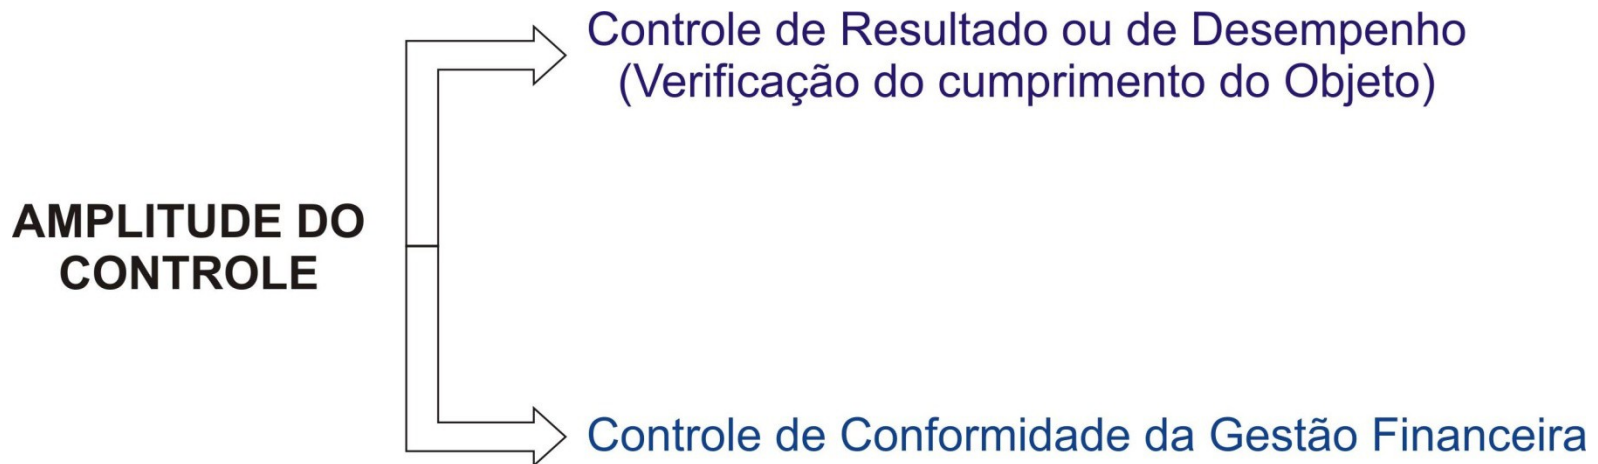 AMPLITUDE DO
CONTROLE
Controle de Resultado ou de Desempenho
(Verificação do cumprimento do Objeto)
Controle de Conformidade da Gestão Financeira